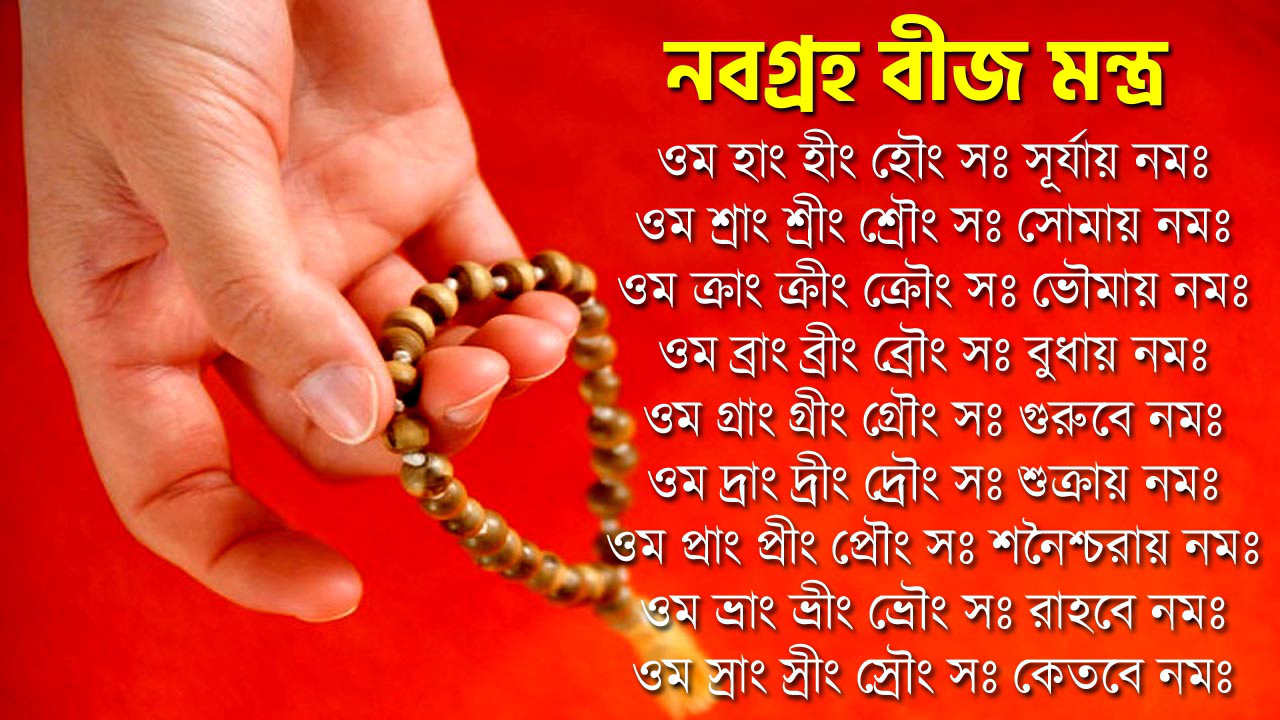 নবগ্রহ বীজ মন্ত্র
ওম হাং হীং হৌং সঃ সূর্যায় নমঃ
ওম শ্রাং শ্রীং শ্রৌং সঃ সোমায় নমঃ
ওম ক্রাং ক্রীং ক্রৌং সঃ ভৌমায় নমঃ
ওম ব্রাং ব্রীং ব্রৌং সঃ বুধায় নমঃ
ওম গ্রাং গ্রীং গ্রৌং সঃ গুরুবে নমঃ
ওম দ্রাং দ্রীং দ্রৌং সঃ শুক্রায় নমঃ
ওম প্রাং প্রীং প্রৌং সঃ শনৈশ্চরায় নমঃ
ওম ভ্রাং ভ্রীং ভ্রৌং সঃ রাহবে নমঃ
ওম স্রাং স্রীং স্রৌং সঃ কেতবে নমঃ